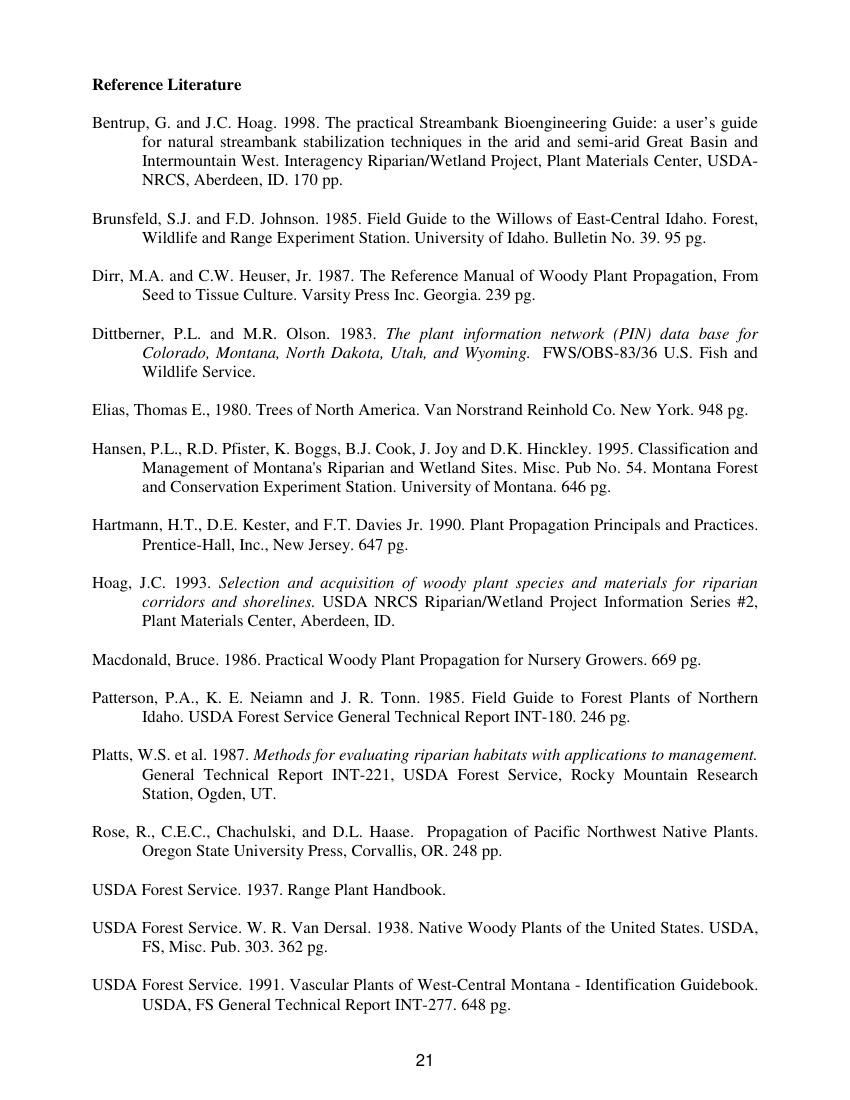 Reference Literature
Bentrup, G. and J.C. Hoag. 1998. The practical Streambank Bioengineering Guide: a user’s guide
for natural streambank stabilization techniques in the arid and semi-arid Great Basin and
Intermountain West. Interagency Riparian/Wetland Project, Plant Materials Center, USDA-
NRCS, Aberdeen, ID. 170 pp.
Brunsfeld, S.J. and F.D. Johnson. 1985. Field Guide to the Willows of East-Central Idaho. Forest,
Wildlife and Range Experiment Station. University of Idaho. Bulletin No. 39. 95 pg.
Dirr, M.A. and C.W. Heuser, Jr. 1987. The Reference Manual of Woody Plant Propagation, From
Seed to Tissue Culture. Varsity Press Inc. Georgia. 239 pg.
Dittberner, P.L. and M.R. Olson. 1983. The plant information network (PIN) data base for
Colorado, Montana, North Dakota, Utah, and Wyoming. FWS/OBS-83/36 U.S. Fish and
Wildlife Service.
Elias, Thomas E., 1980. Trees of North America. Van Norstrand Reinhold Co. New York. 948 pg.
Hansen, P.L., R.D. Pfister, K. Boggs, B.J. Cook, J. Joy and D.K. Hinckley. 1995. Classification and
Management of Montana's Riparian and Wetland Sites. Misc. Pub No. 54. Montana Forest
and Conservation Experiment Station. University of Montana. 646 pg.
Hartmann, H.T., D.E. Kester, and F.T. Davies Jr. 1990. Plant Propagation Principals and Practices.
Prentice-Hall, Inc., New Jersey. 647 pg.
Hoag, J.C. 1993. Selection and acquisition of woody plant species and materials for riparian
corridors and shorelines. USDA NRCS Riparian/Wetland Project Information Series #2,
Plant Materials Center, Aberdeen, ID.
Macdonald, Bruce. 1986. Practical Woody Plant Propagation for Nursery Growers. 669 pg.
Patterson, P.A., K. E. Neiamn and J. R. Tonn. 1985. Field Guide to Forest Plants of Northern
Idaho. USDA Forest Service General Technical Report INT-180. 246 pg.
Platts, W.S. et al. 1987. Methods for evaluating riparian habitats with applications to management.
General Technical Report INT-221, USDA Forest Service, Rocky Mountain Research
Station, Ogden, UT.
Rose, R., C.E.C., Chachulski, and D.L. Haase. Propagation of Pacific Northwest Native Plants.
Oregon State University Press, Corvallis, OR. 248 pp.
USDA Forest Service. 1937. Range Plant Handbook.
USDA Forest Service. W. R. Van Dersal. 1938. Native Woody Plants of the United States. USDA,
FS, Misc. Pub. 303. 362 pg.
USDA Forest Service. 1991. Vascular Plants of West-Central Montana - Identification Guidebook.
USDA, FS General Technical Report INT-277. 648 pg.
21